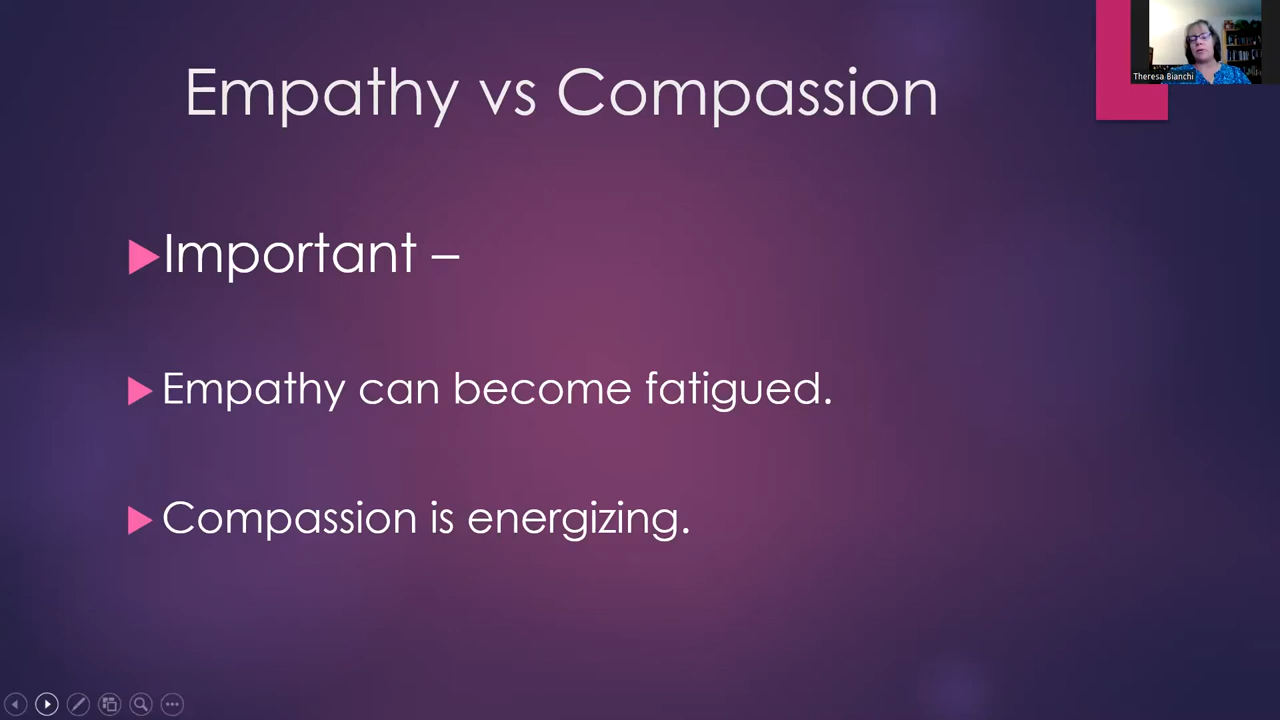 Empathy vs Compassion
Theresa Bianchi
Important –
Empathy can become fatigued.
Compassion is energizing.